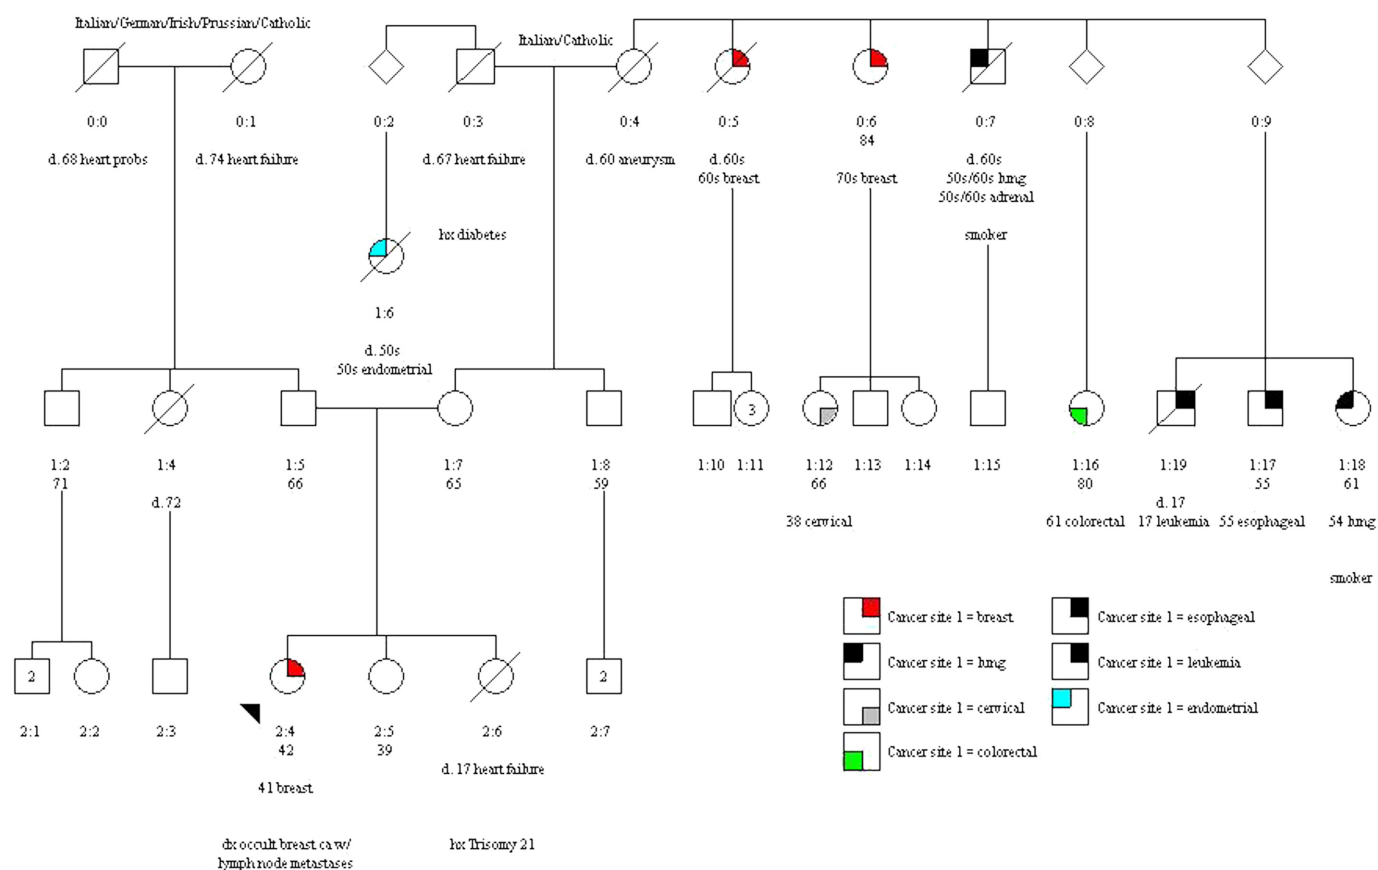 Italian/German/Irish/Prussian/Catholic
Italian/Catholic
0:0
0:1
0:2
0:3
0:4
0:5
0:6
0:7
0:8
0:9
84
d. 68 heart probs
d. 74 heart failure
d. 67 heart failure
d. 60 aneurysm
d. 60s
d. 60s
60s breast
70s breast
50s/60s lung
50s/60s adrenal
hx diabetes
smoker
1:6
d. 50s
50s endometrial
3
1:2
1:4
1:5
1:7
1:8
1:10
1:11
1:12
1:13
1:14
1:15
1:16
1:19
1:17
1:18
71
66
65
59
66
80
55
61
d. 72
d. 17
38 cervical
61 colorectal
17 leukemia
55 esophageal
54 lung
smoker
Cancer site 1 = breast
Cancer site 1 = esophageal
Cancer site 1 = lung
Cancer site 1 = leukemia
Cancer site 1 = cervical
Cancer site 1 = endometrial
Cancer site 1 = colorectal
2
2
2:1
2:2
2:3
2:4
2:5
2:6
2:7
42
39
d. 17 heart failure
41 breast
dx occult breast ca w/
lymph node metastases
hx Trisomy 21